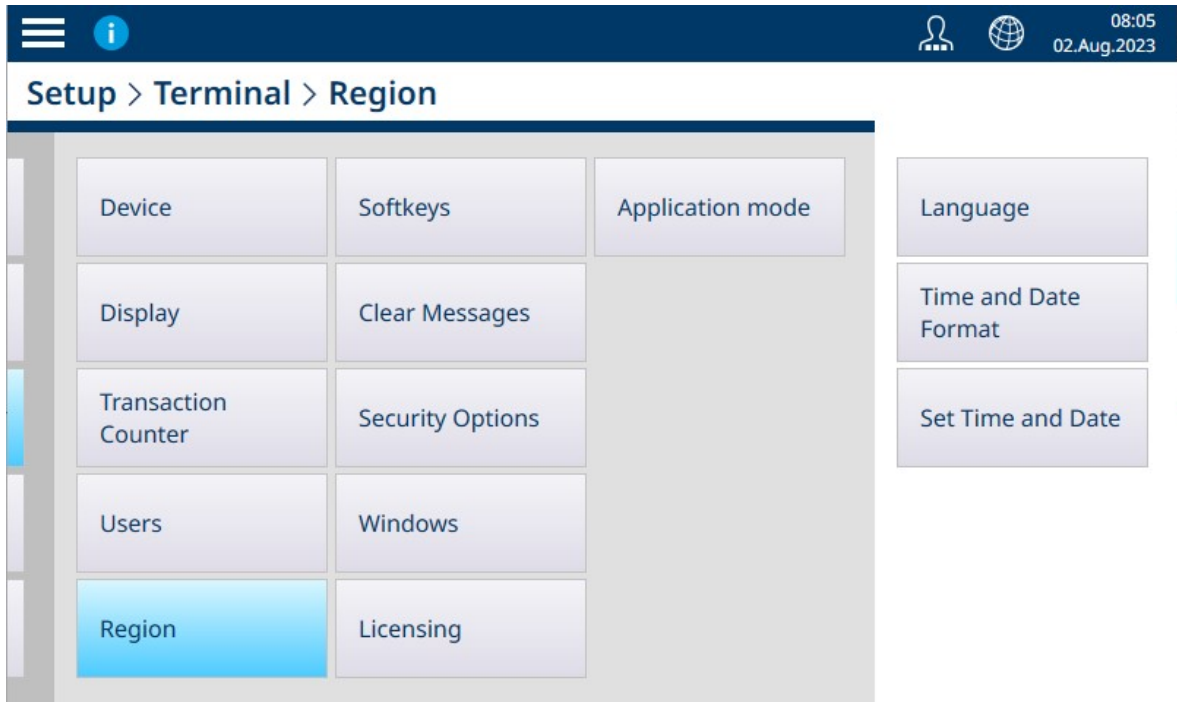 i
08:05
02.Aug.2023
Setup > Terminal > Region
Device
Softkeys
Application mode
Language
Display
Clear Messages
Time and Date
Format
Transaction
Counter
Security Options
Set Time and Date
Users
Windows
Region
Licensing